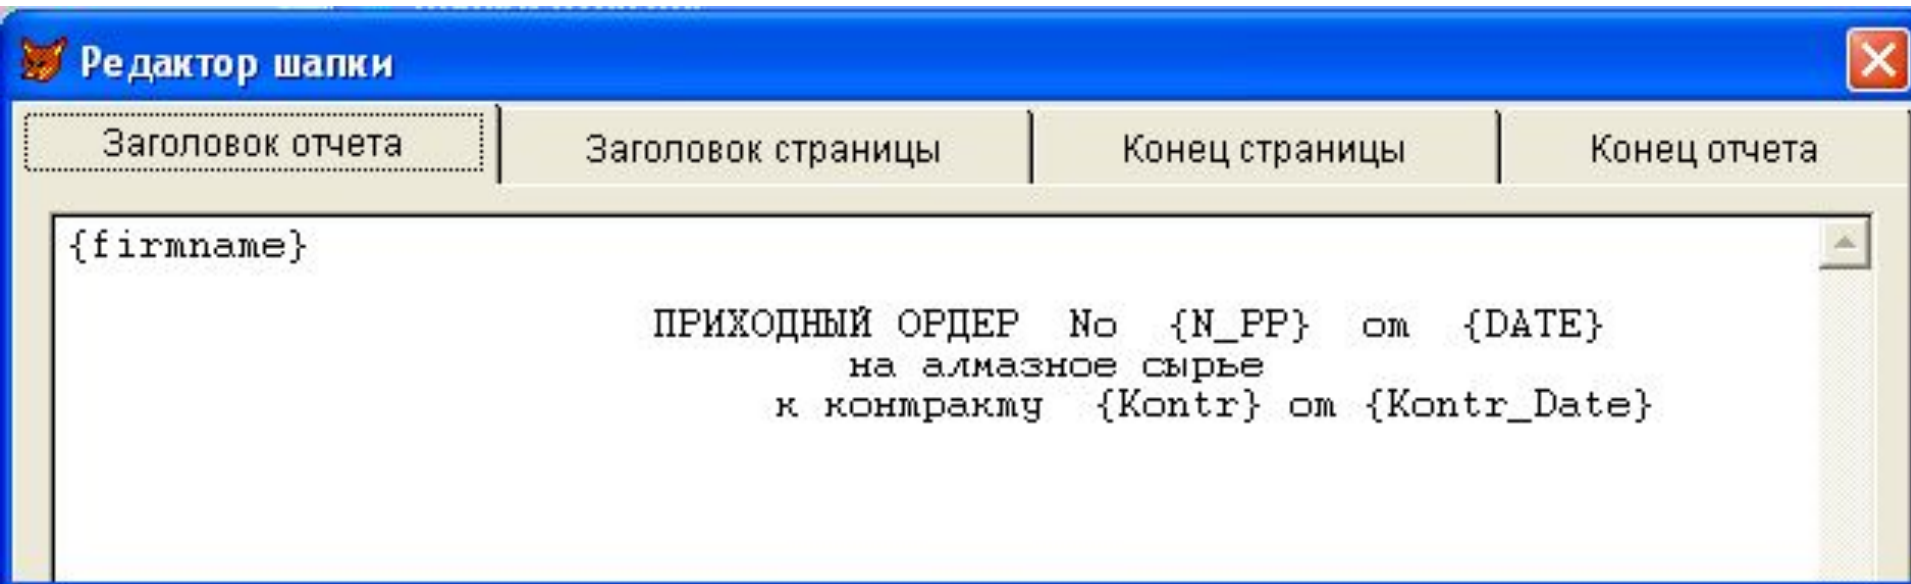 Редактор шапки
Заголовок отчета Заголовок страницы Конец страницы Конец отчета
{firmname}
ПРИХОДНЫЙ ОРДЕР No {N_PP} от {DATE}
на алмазное сырье
к контракту {Kontr} от {Kontr_Date}